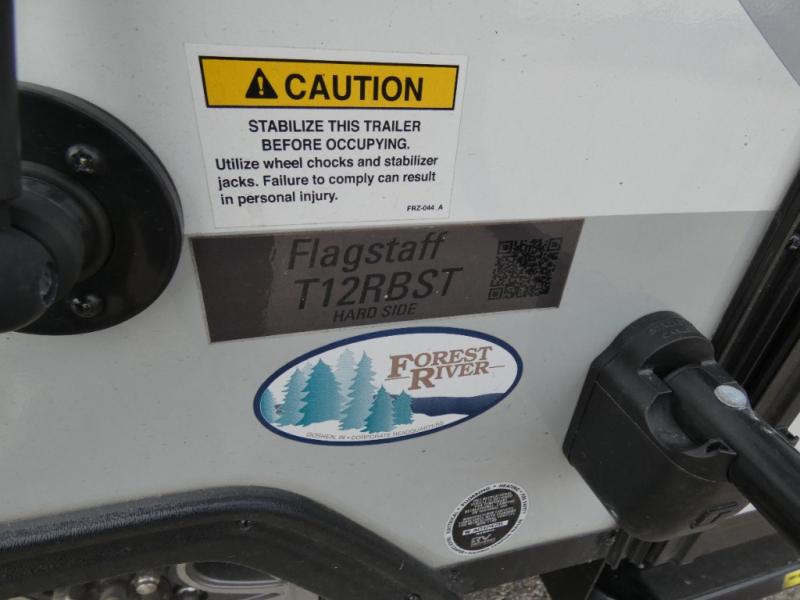 CAUTION
STABILIZE THIS TRAILER
BEFORE OCCUPYING.
Utilize wheel chocks and stabilizer
jacks. Failure to comply can result
in personal injury.
FRZ-044_A
Flagstaff
T12RBST
HARD SIDE
FOREST
RIVER
GOSHEN, IN • CORPORATE HEADQUARTERS